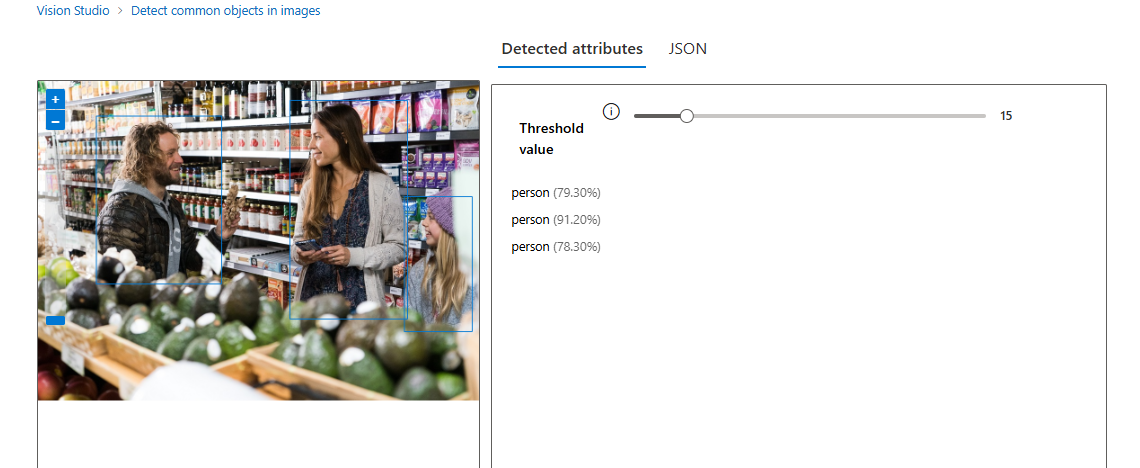 Vision Studio > Detect common objects in images
Detected attributes JSON
+
−
Threshold
value
15
person (79.30%)
person (91.20%)
person (78.30%)